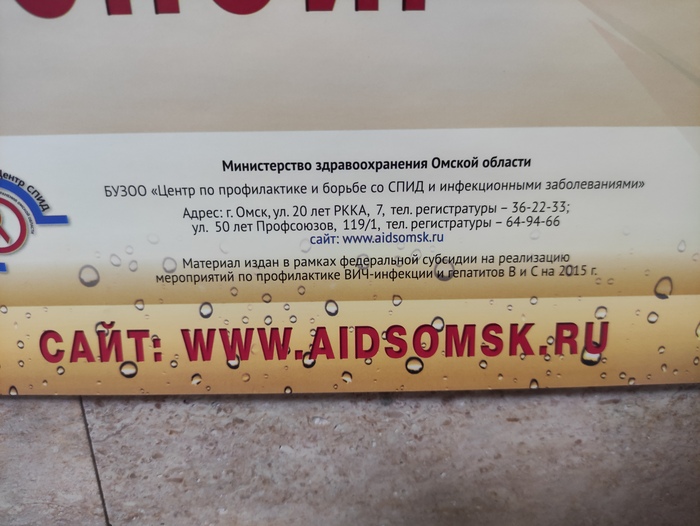 Министерство здравоохранения Омской области
БУЗОО «Центр по профилактике и борьбе со СПИД и инфекционными заболеваниями»
Адрес: г. Омск, ул. 20 лет РККА, 7, тел. регистратуры – 36-22-33;
ул. 50 лет Профсоюзов, 119/1, тел. регистратуры – 64-94-66
сайт: www.aidsomsk.ru
Материал издан в рамках федеральной субсидии на реализацию
мероприятий по профилактике ВИЧ-инфекции и гепатитов В и С на 2015 г.
САЙТ: WWW.AIDSOMSK.RU
Центр СПИД